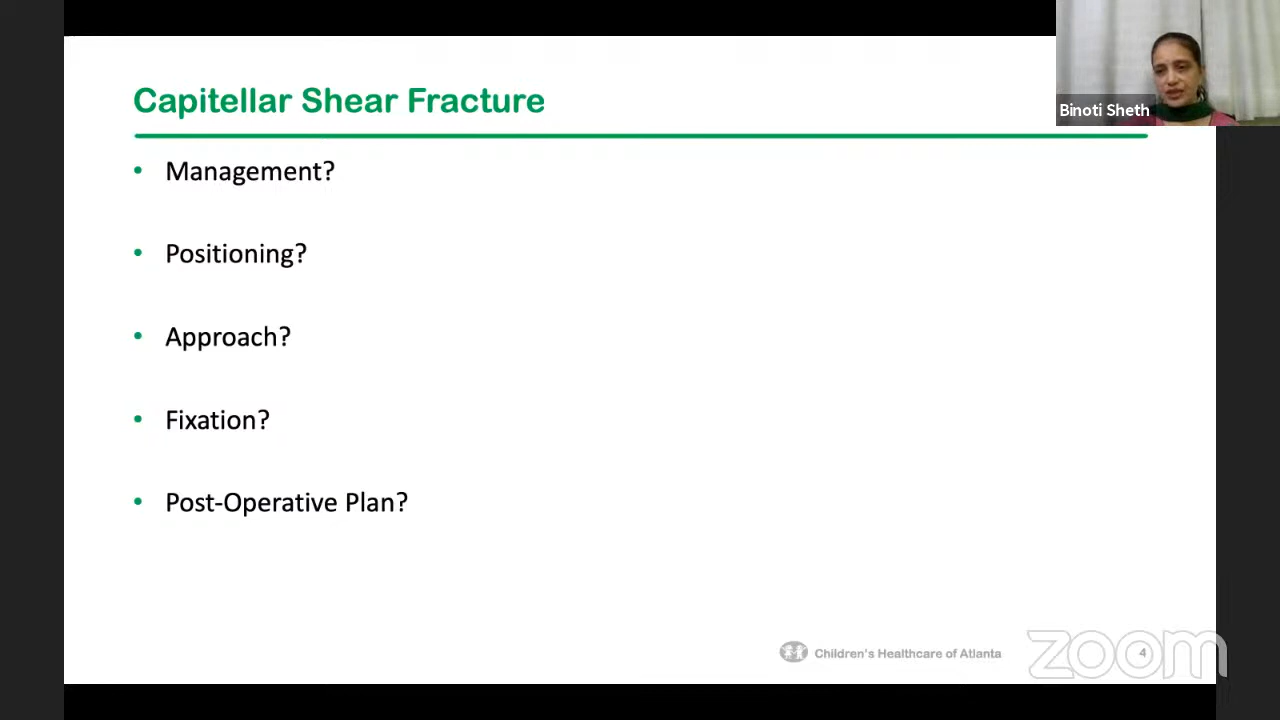 Capitellar Shear Fracture
Binoti Sheth
• Management?
• Positioning?
• Approach?
• Fixation?
• Post-Operative Plan?
Children's Healthcare of Atlanta
4
zoom